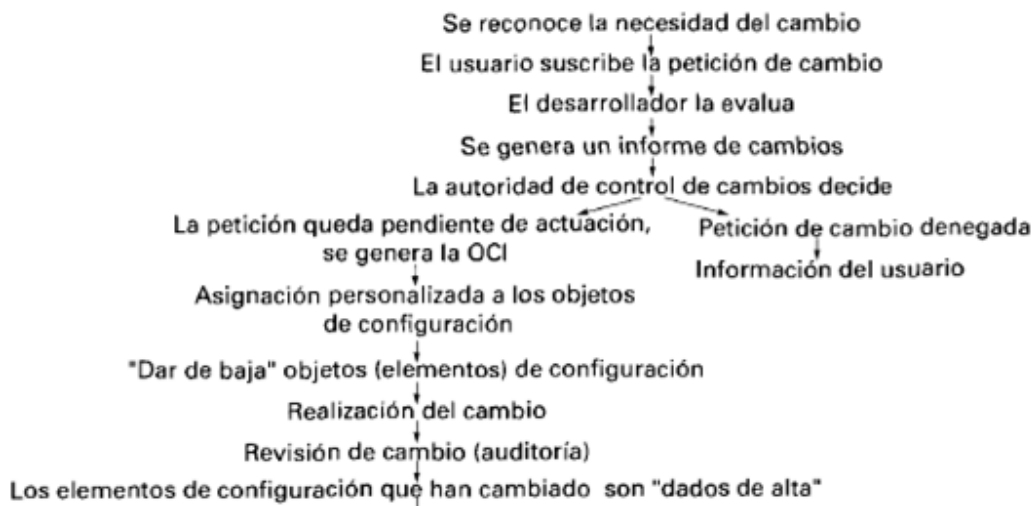 Se reconoce la necesidad del cambio
El usuario suscribe la petición de cambio
El desarrollador la evalua
Se genera un informe de cambios
La autoridad de control de cambios decide
La petición queda pendiente de actuación,
se genera la OCI
Petición de cambio denegada
Información del usuario
Asignación personalizada a los objetos
de configuración
"Dar de baja" objetos (elementos) de configuración
Realización del cambio
Revisión de cambio (auditoría)
Los elementos de configuración que han cambiado son "dados de alta"